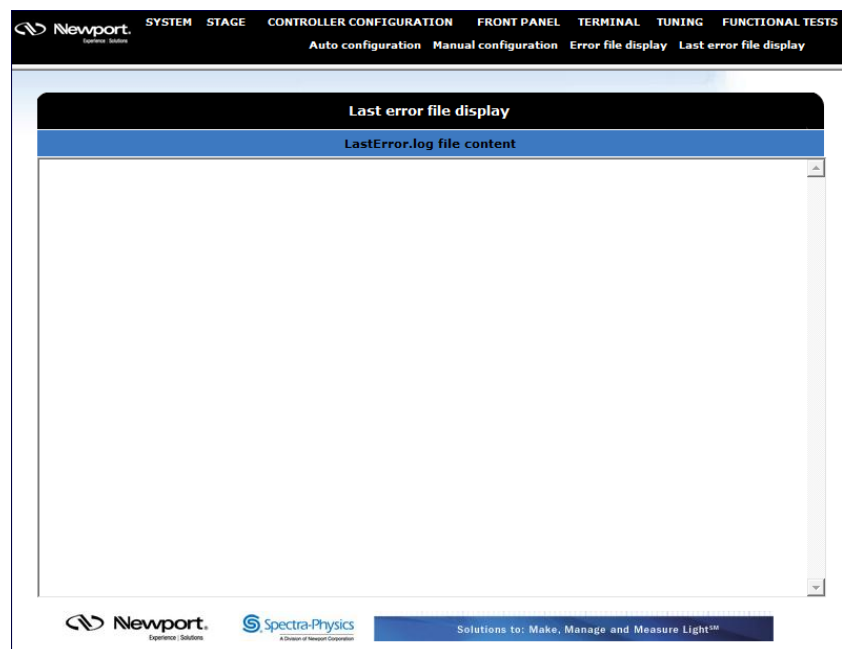 Newport.
Experience | Solutions
SYSTEM STAGE CONTROLLER CONFIGURATION FRONT PANEL TERMINAL TUNING FUNCTIONAL TESTS
Auto configuration Manual configuration Error file display Last error file display
Last error file display
LastError.log file content
Newport.
Experience | Solutions
Spectra-Physics
A Division of Newport Corporation
Solutions to: Make, Manage and Measure Light℠